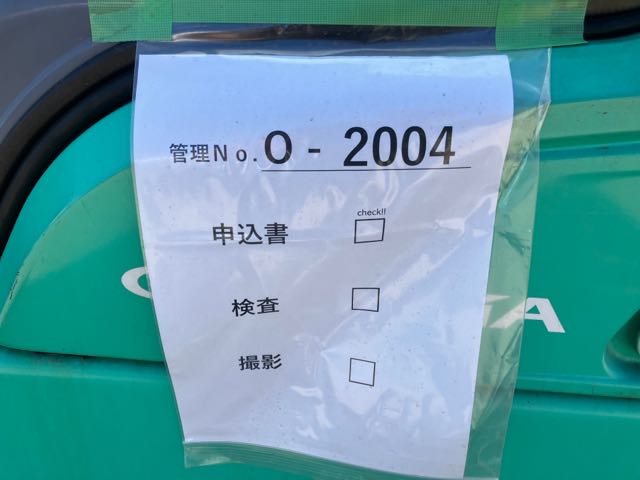 管理No.O - 2004
check!!
申込書 □
検査 □
撮影 □